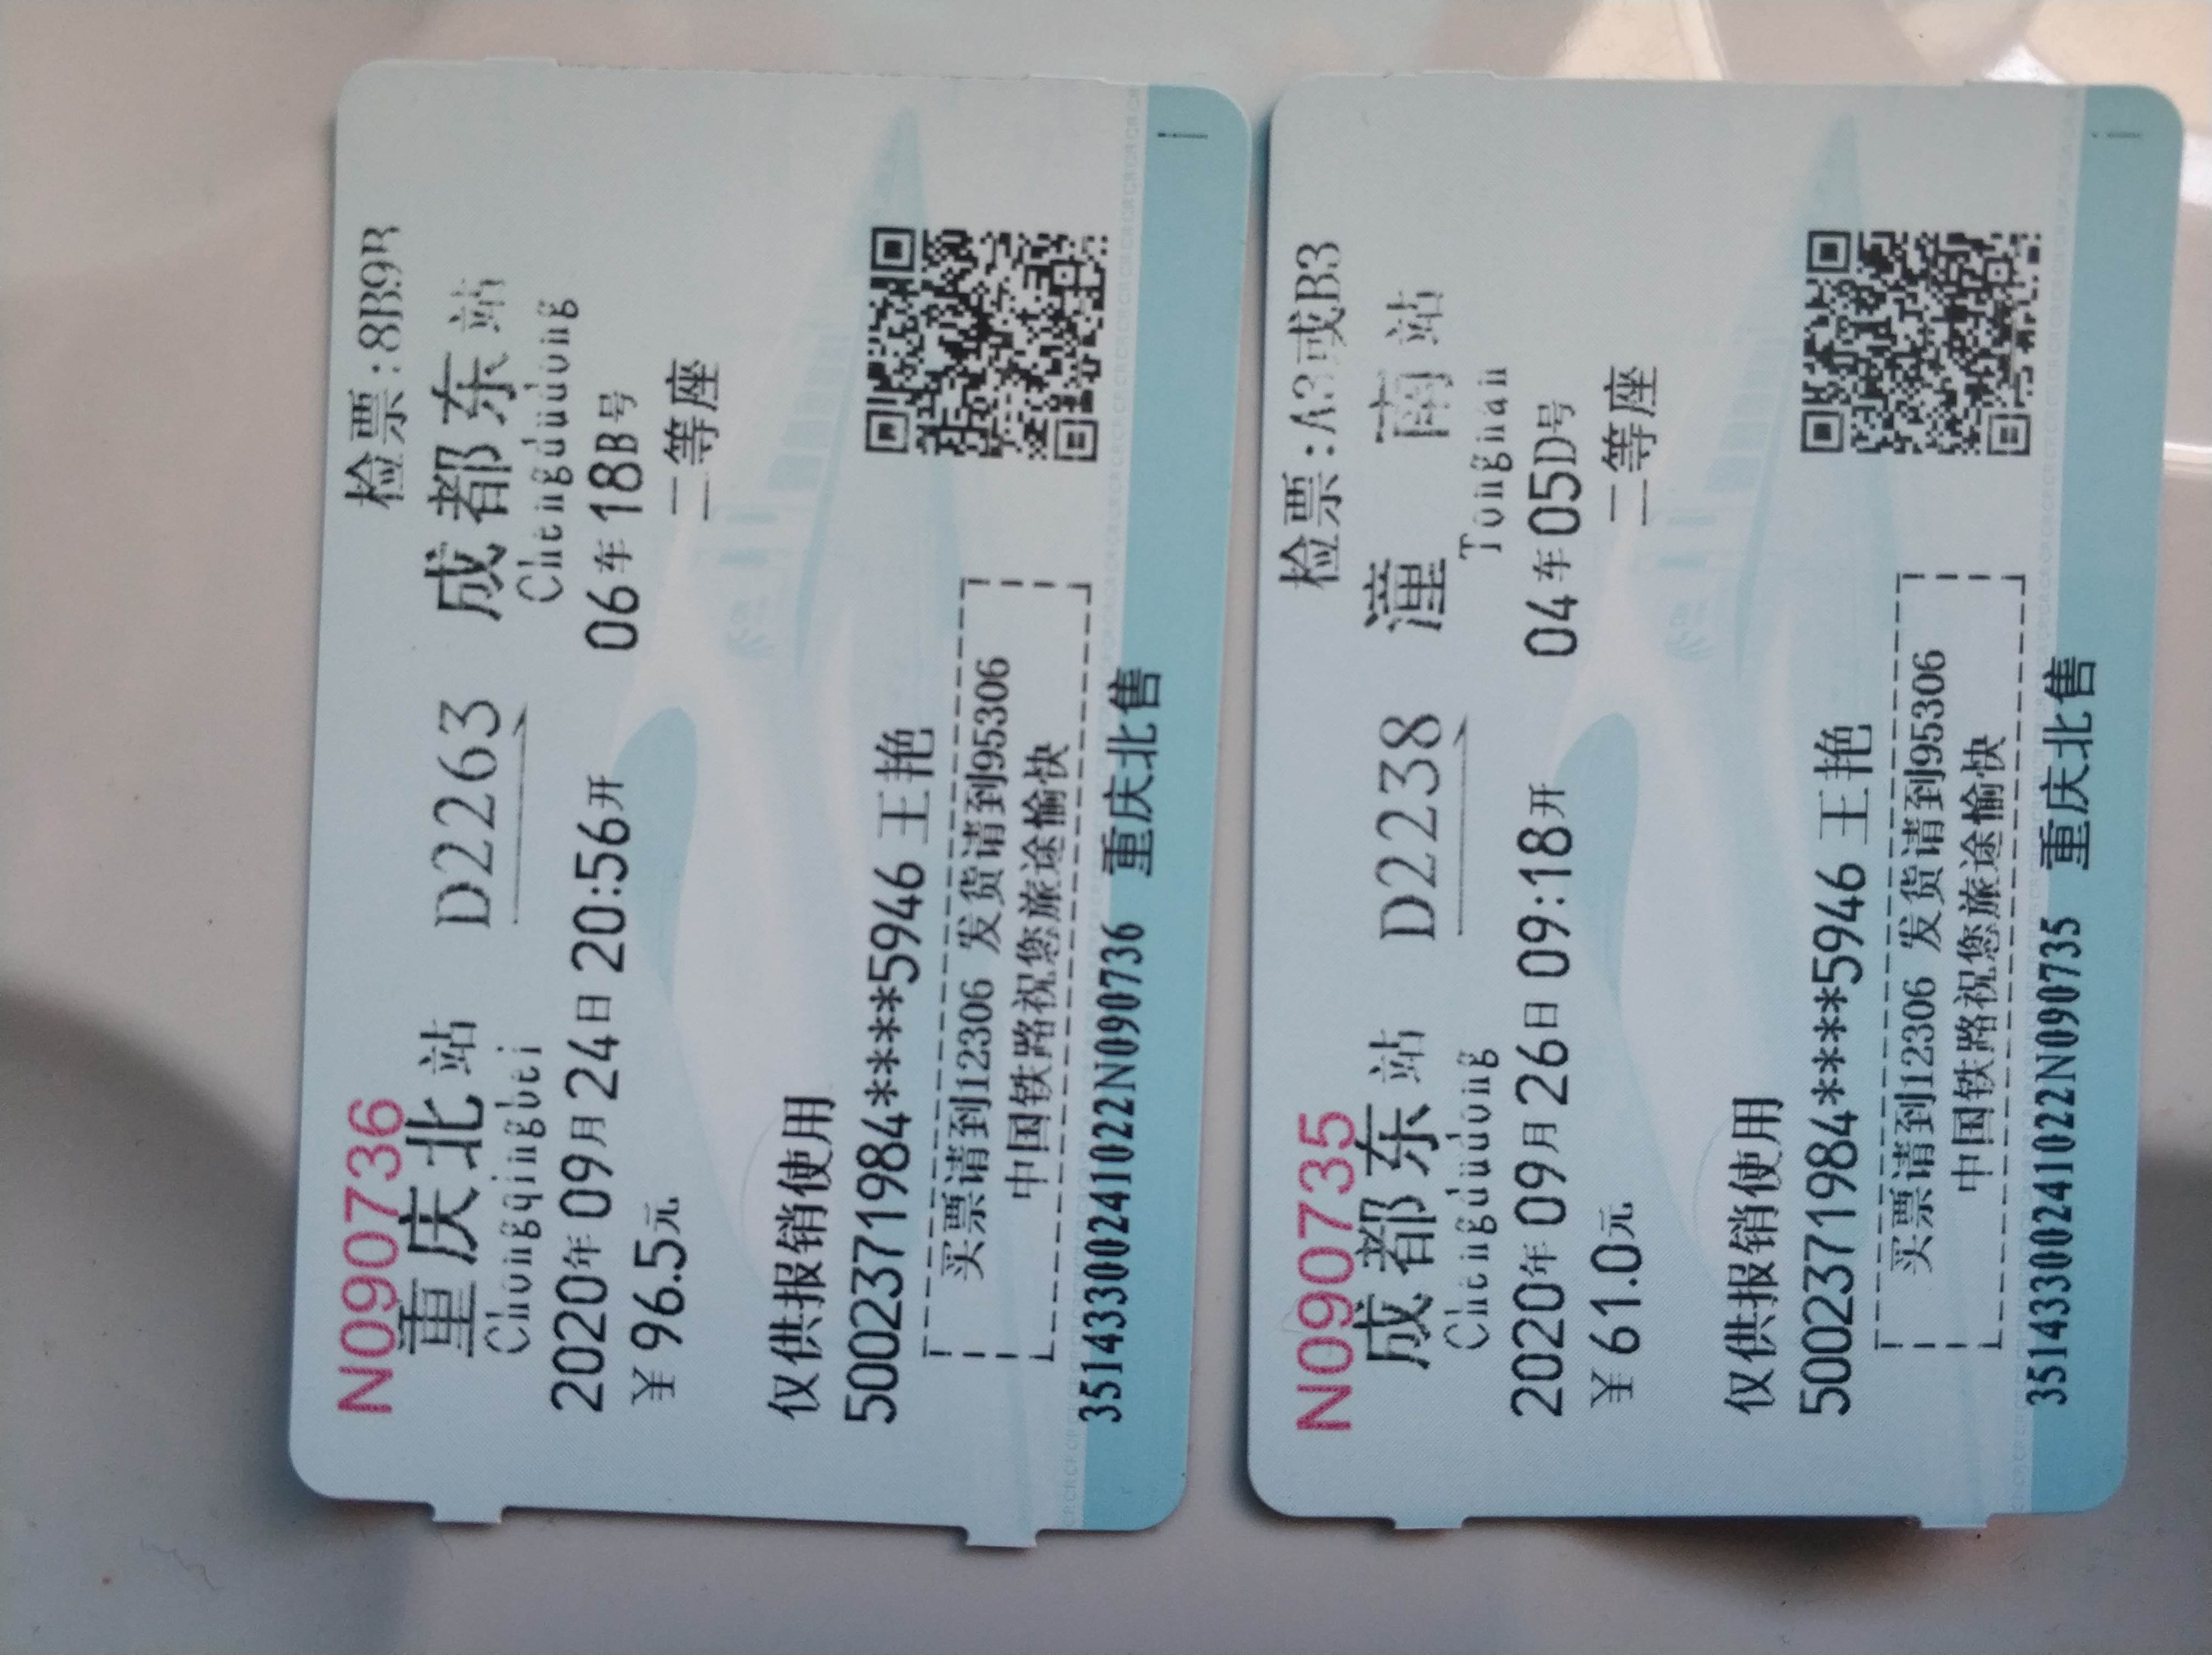 N090736 检票:8B9B
重庆北站 D2263 成都东站
Chongqingbei Chengdudong
2020年09月24日20:56开 06车18B号
¥96.5元 二等座
仅供报销使用
5002371984****5946 王艳
买票请到12306 发货请到95306
中国铁路祝您旅途愉快
35143300241022N090736 重庆北售
N090735 检票:A3或B3
成都东站 D2238 潼南站
Chengdudong Tongnan
2020年09月26日09:18开 04车05D号
¥61.0元 二等座
仅供报销使用
5002371984****5946 王艳
买票请到12306 发货请到95306
中国铁路祝您旅途愉快
35143300241022N090735 重庆北售